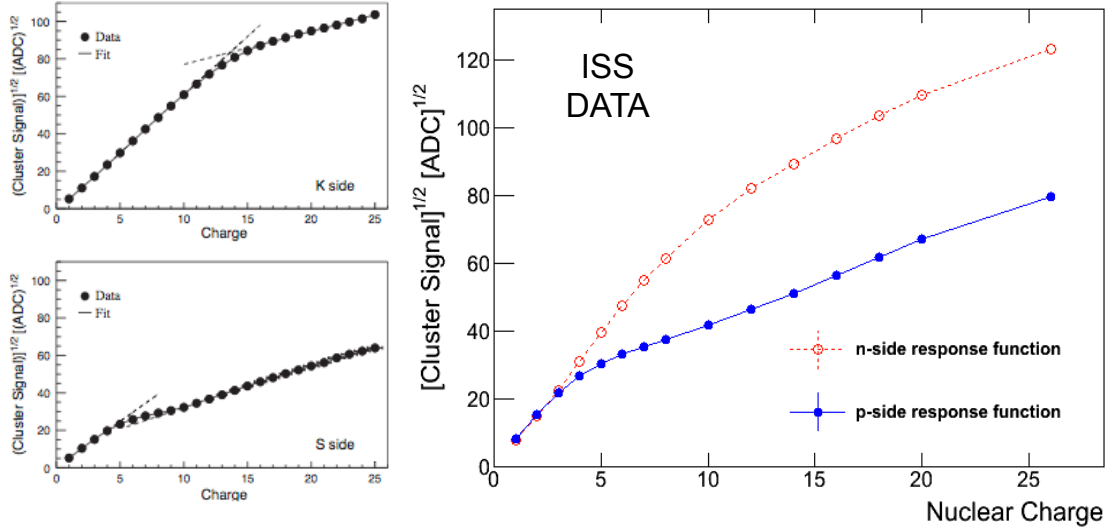 (Cluster Signal)]^1/2 [(ADC)^1/2
100
80
60
40
20
0
Data
Fit
K side
0 5 10 15 20 25
Charge
(Cluster Signal)]^1/2 [(ADC)^1/2
100
80
60
40
20
0
Data
Fit
S side
0 5 10 15 20 25
Charge
[Cluster Signal]^1/2 [ADC]^1/2
120
100
80
60
40
20
0
ISS
DATA
n-side response function
p-side response function
0 5 10 15 20 25
Nuclear Charge